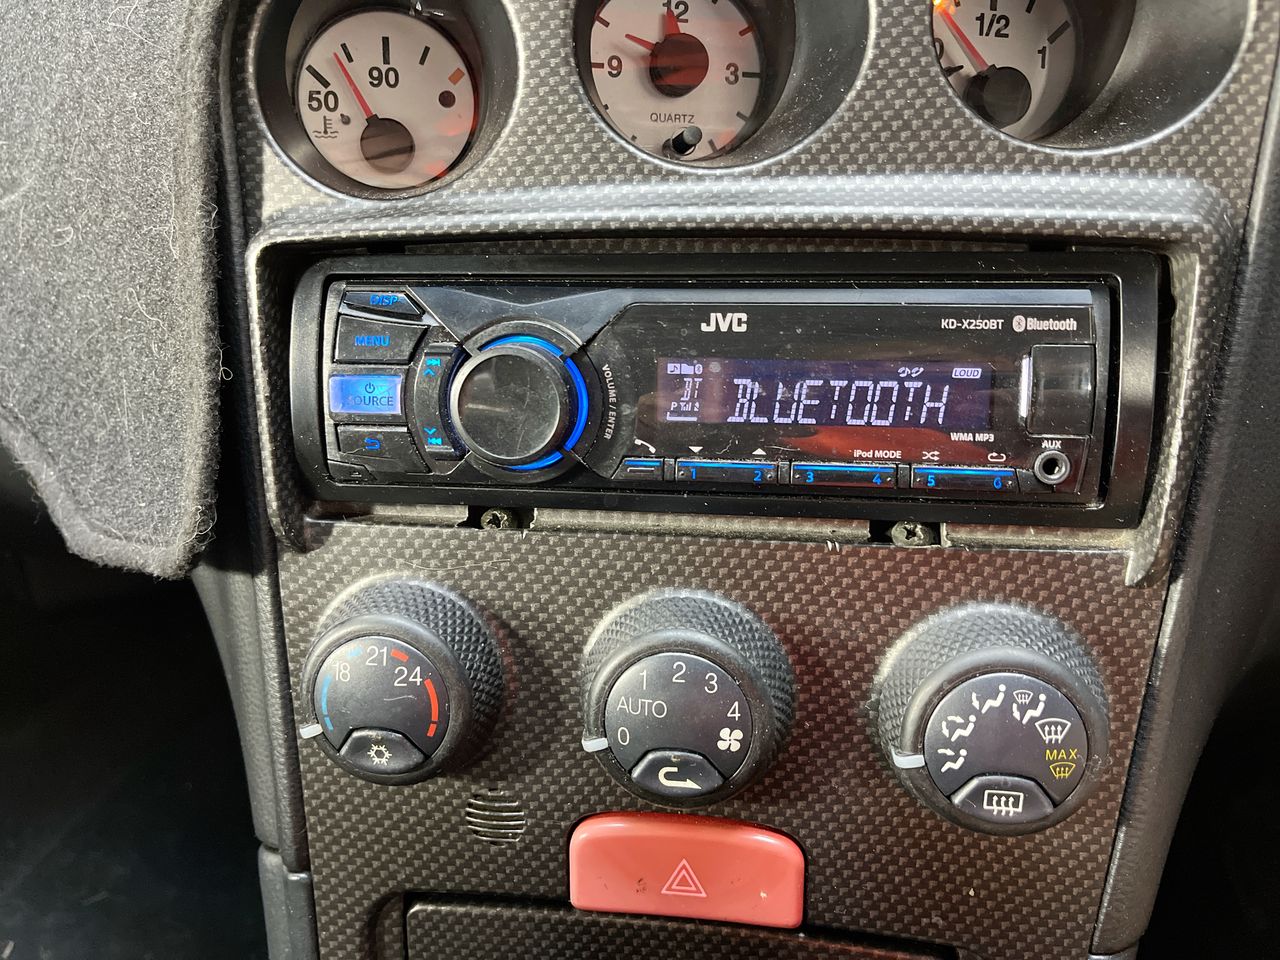 50
90
12
9
3
QUARTZ
0
1/2
1
DISP
MENU
SOURCE
VOLUME / ENTER
JVC
KD-X250BT Bluetooth
BT
LOUD
BLUETOOTH
WMA MP3
iPod MODE
AUX
1 2 3 4 5 6
18 21 24
0 AUTO 1 2 3 4
MAX